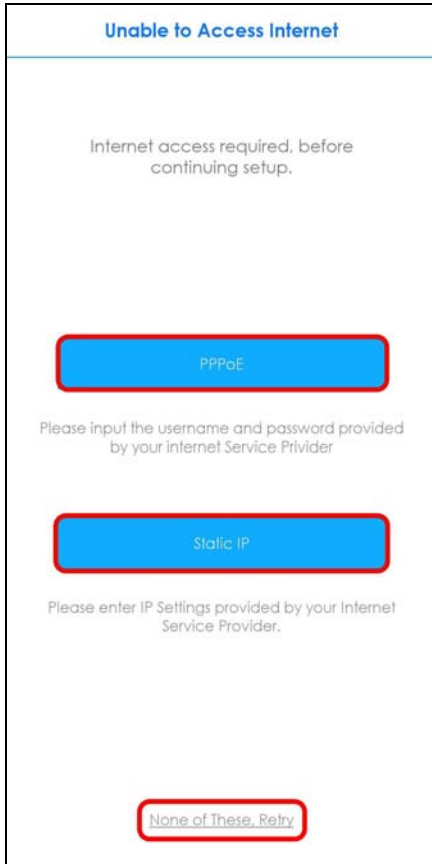 Unable to Access Internet
Internet access required, before
continuing setup.
PPPoE
Please input the username and password provided
by your internet Service Privider
Static IP
Please enter IP Settings provided by your Internet
Service Provider.
None of These, Retry